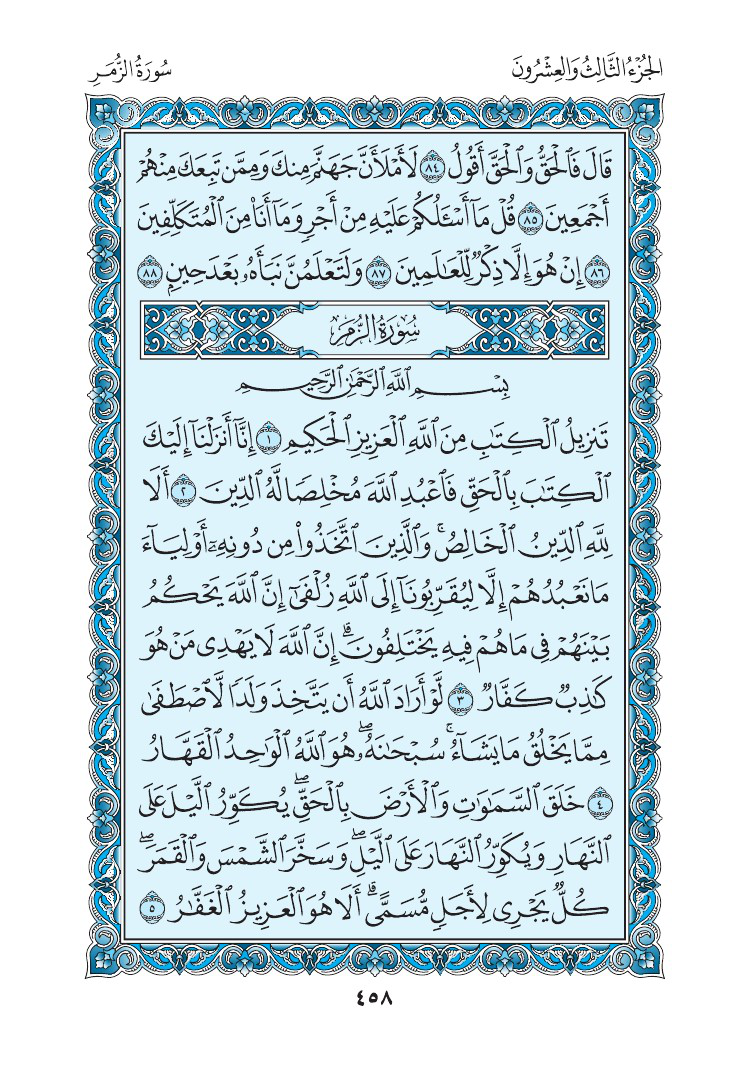 الجُزْءُ الثَّالِثُ وَالعِشْرُونَ
سُورَةُ الزُّمَرِ
قَالَ فَٱلْحَقُّ وَٱلْحَقَّ أَقُولُ ٨٤ لَأَمْلَأَنَّ جَهَنَّمَ مِنكَ وَمِمَّن تَبِعَكَ مِنْهُمْ
أَجْمَعِينَ ٨٥ قُلْ مَآ أَسْـَٔلُكُمْ عَلَيْهِ مِنْ أَجْرٍ وَمَآ أَنَا۠ مِنَ ٱلْمُتَكَلِّفِينَ
٨٦ إِنْ هُوَ إِلَّا ذِكْرٌ لِّلْعَـٰلَمِينَ ٨٧ وَلَتَعْلَمُنَّ نَبَأَهُۥ بَعْدَ حِينٍۭ ٨٨
سُورَةُ الزُّمَرِ
بِسْمِ ٱللَّهِ ٱلرَّحْمَـٰنِ ٱلرَّحِيمِ
تَنزِيلُ ٱلْكِتَـٰبِ مِنَ ٱللَّهِ ٱلْعَزِيزِ ٱلْحَكِيمِ ١ إِنَّآ أَنزَلْنَآ إِلَيْكَ
ٱلْكِتَـٰبَ بِٱلْحَقِّ فَٱعْبُدِ ٱللَّهَ مُخْلِصًا لَّهُ ٱلدِّينَ ٢ أَلَا
لِلَّهِ ٱلدِّينُ ٱلْخَالِصُ ۚ وَٱلَّذِينَ ٱتَّخَذُوا۟ مِن دُونِهِۦٓ أَوْلِيَآءَ
مَا نَعْبُدُهُمْ إِلَّا لِيُقَرِّبُونَآ إِلَى ٱللَّهِ زُلْفَىٰٓ إِنَّ ٱللَّهَ يَحْكُمُ
بَيْنَهُمْ فِى مَا هُمْ فِيهِ يَخْتَلِفُونَ ۗ إِنَّ ٱللَّهَ لَا يَهْدِى مَنْ هُوَ
كَـٰذِبٌ كَفَّارٌ ٣ لَّوْ أَرَادَ ٱللَّهُ أَن يَتَّخِذَ وَلَدًا لَّٱصْطَفَىٰ
مِمَّا يَخْلُقُ مَا يَشَآءُ ۚ سُبْحَـٰنَهُۥ ۖ هُوَ ٱللَّهُ ٱلْوَٰحِدُ ٱلْقَهَّارُ
٤ خَلَقَ ٱلسَّمَـٰوَٰتِ وَٱلْأَرْضَ بِٱلْحَقِّ ۖ يُكَوِّرُ ٱلَّيْلَ عَلَى
ٱلنَّهَارِ وَيُكَوِّرُ ٱلنَّهَارَ عَلَى ٱلَّيْلِ ۖ وَسَخَّرَ ٱلشَّمْسَ وَٱلْقَمَرَ ۖ
كُلٌّ يَجْرِى لِأَجَلٍ مُّسَمًّى ۗ أَلَا هُوَ ٱلْعَزِيزُ ٱلْغَفَّـٰرُ ٥
٤٥٨